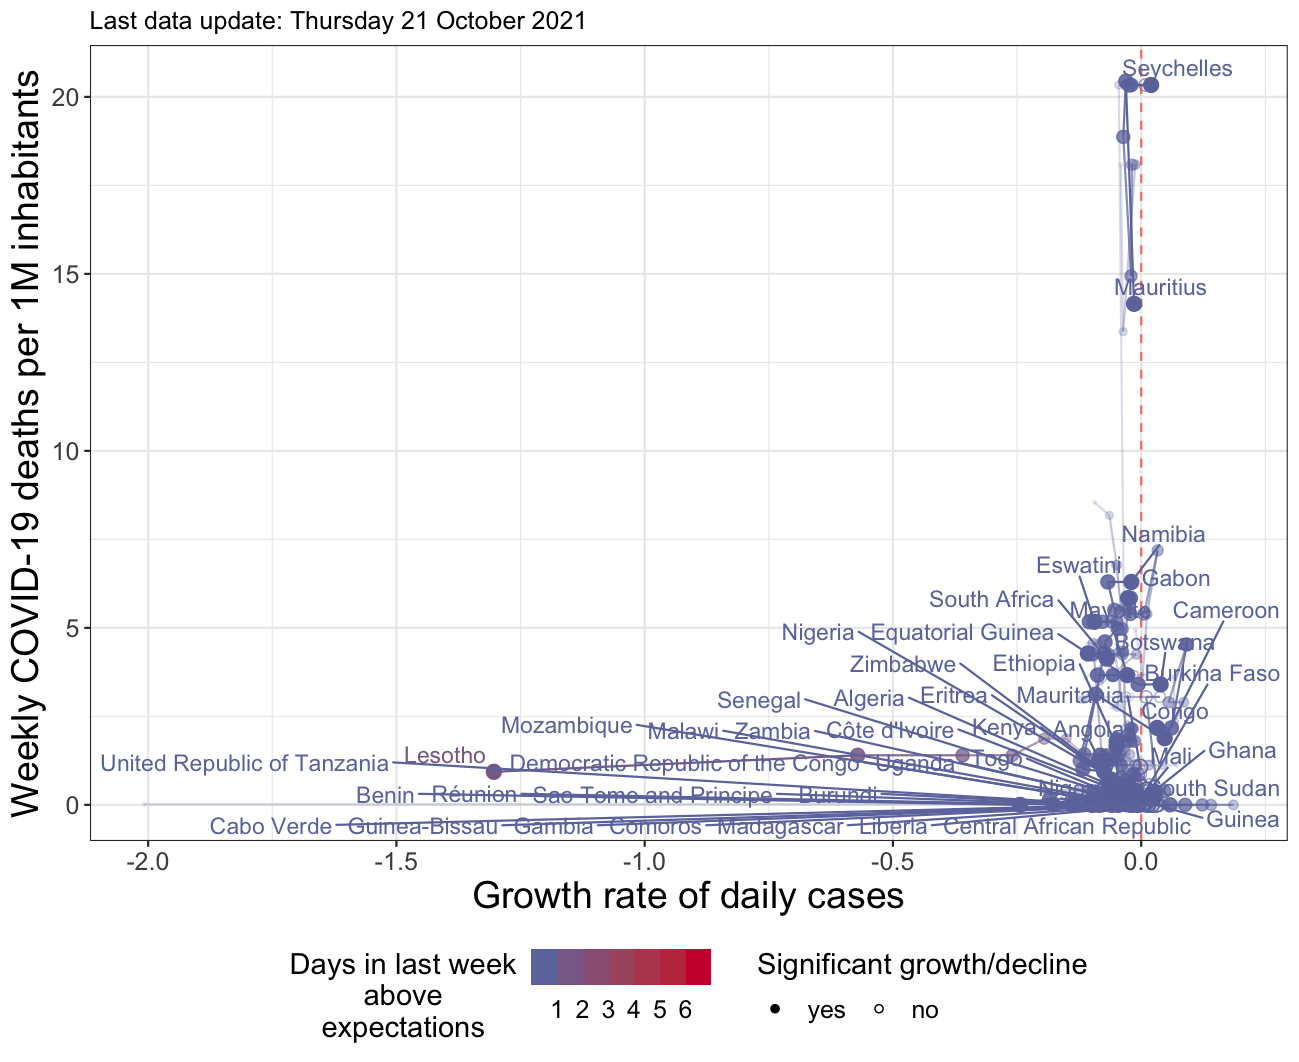 Last data update: Thursday 21 October 2021
Weekly COVID-19 deaths per 1M inhabitants
20
15
10
5
0
Seychelles
Mauritius
Namibia
Eswatini
Gabon
South Africa
Mayotte
Cameroon
Nigeria
Equatorial Guinea
Botswana
Zimbabwe
Ethiopia
Burkina Faso
Senegal
Algeria
Eritrea
Mauritania
Congo
Mozambique
Malawi
Zambia
Côte d'Ivoire
Kenya
Angola
Lesotho
Mali
Ghana
United Republic of Tanzania
Democratic Republic of the Congo
Uganda
Togo
Benin
Réunion
Sao Tome and Principe
Burundi
South Sudan
Cabo Verde
Guinea-Bissau
Gambia
Comoros
Madagascar
Liberia
Central African Republic
Guinea
-2.0
-1.5
-1.0
-0.5
0.0
Growth rate of daily cases
Days in last week
above
expectations
1 2 3 4 5 6
Significant growth/decline
yes
no